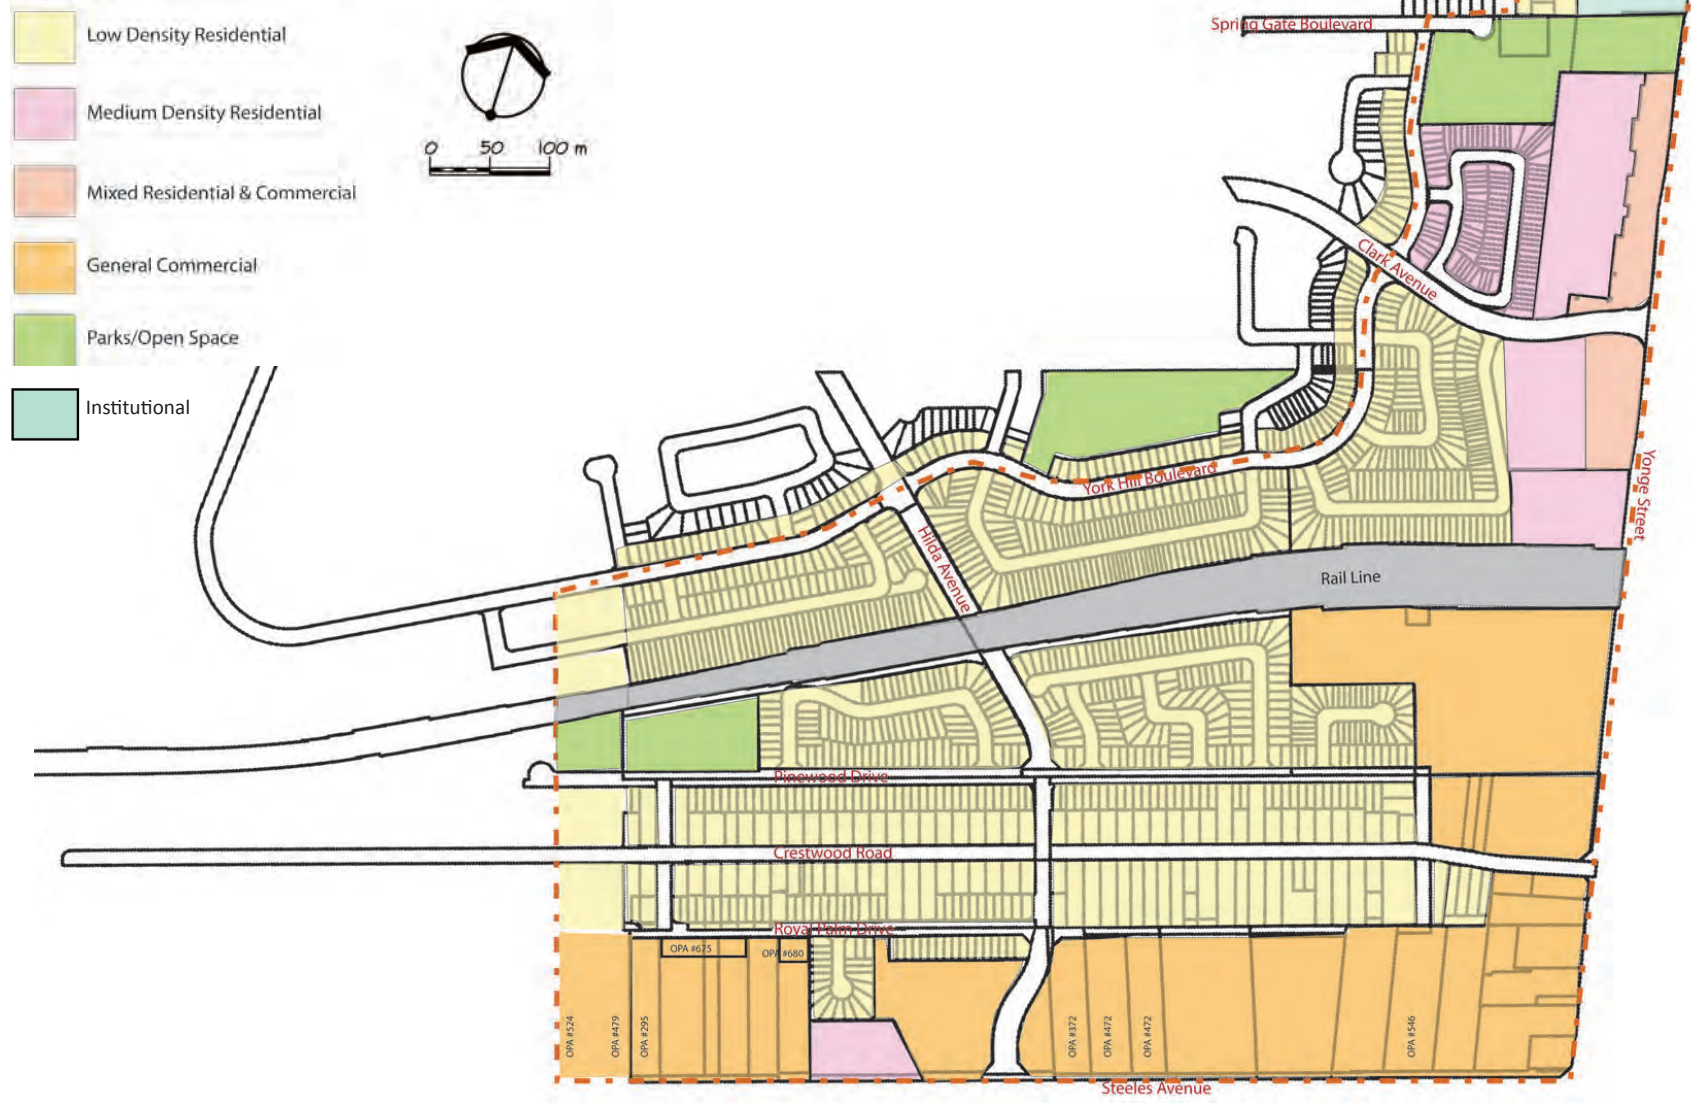 Low Density Residential
Medium Density Residential
Mixed Residential & Commercial
General Commercial
Parks/Open Space
Institutional
0 50 100 m
Spring Gate Boulevard
Clark Avenue
York Hill Boulevard
Yonge Street
Hilda Avenue
Rail Line
Pinewood Drive
Crestwood Road
Royal Palm Drive
OPA #675
OPA #680
OPA #524
OPA #479
OPA #295
OPA #372
OPA #472
OPA #472
OPA #546
Steeles Avenue